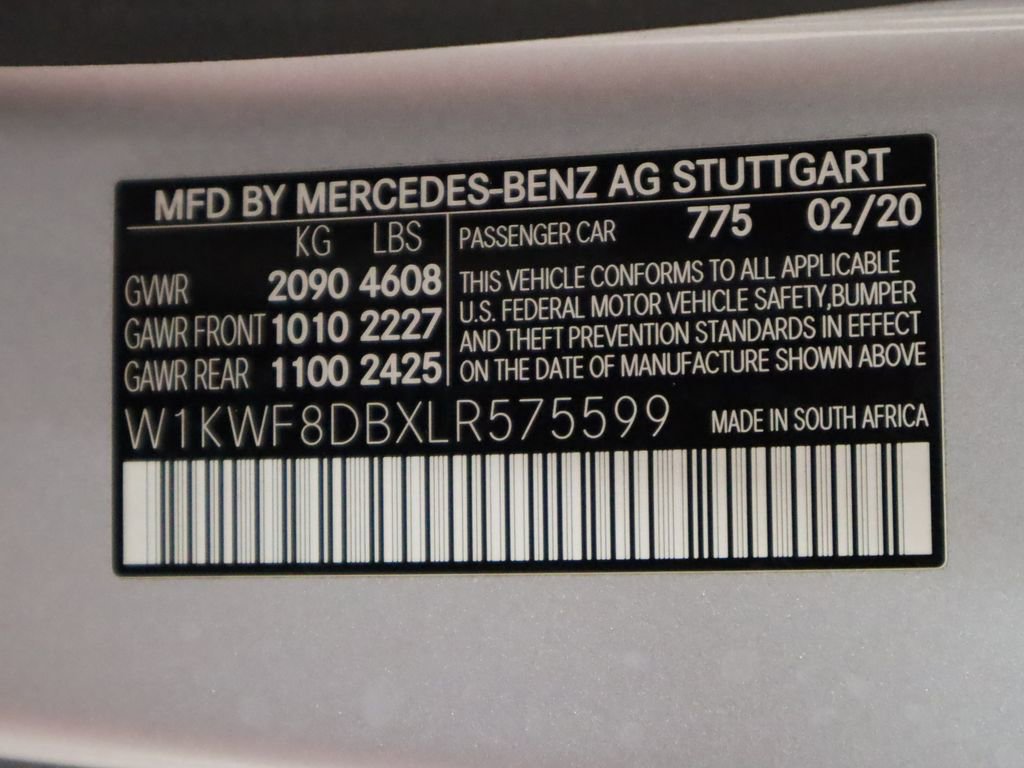 MFD BY MERCEDES-BENZ AG STUTTGART
KG LBS
GVWR 2090 4608
GAWR FRONT 1010 2227
GAWR REAR 1100 2425
PASSENGER CAR 775 02/20
THIS VEHICLE CONFORMS TO ALL APPLICABLE
U.S. FEDERAL MOTOR VEHICLE SAFETY,BUMPER
AND THEFT PREVENTION STANDARDS IN EFFECT
ON THE DATE OF MANUFACTURE SHOWN ABOVE
W1KWF8DBXLR575599 MADE IN SOUTH AFRICA